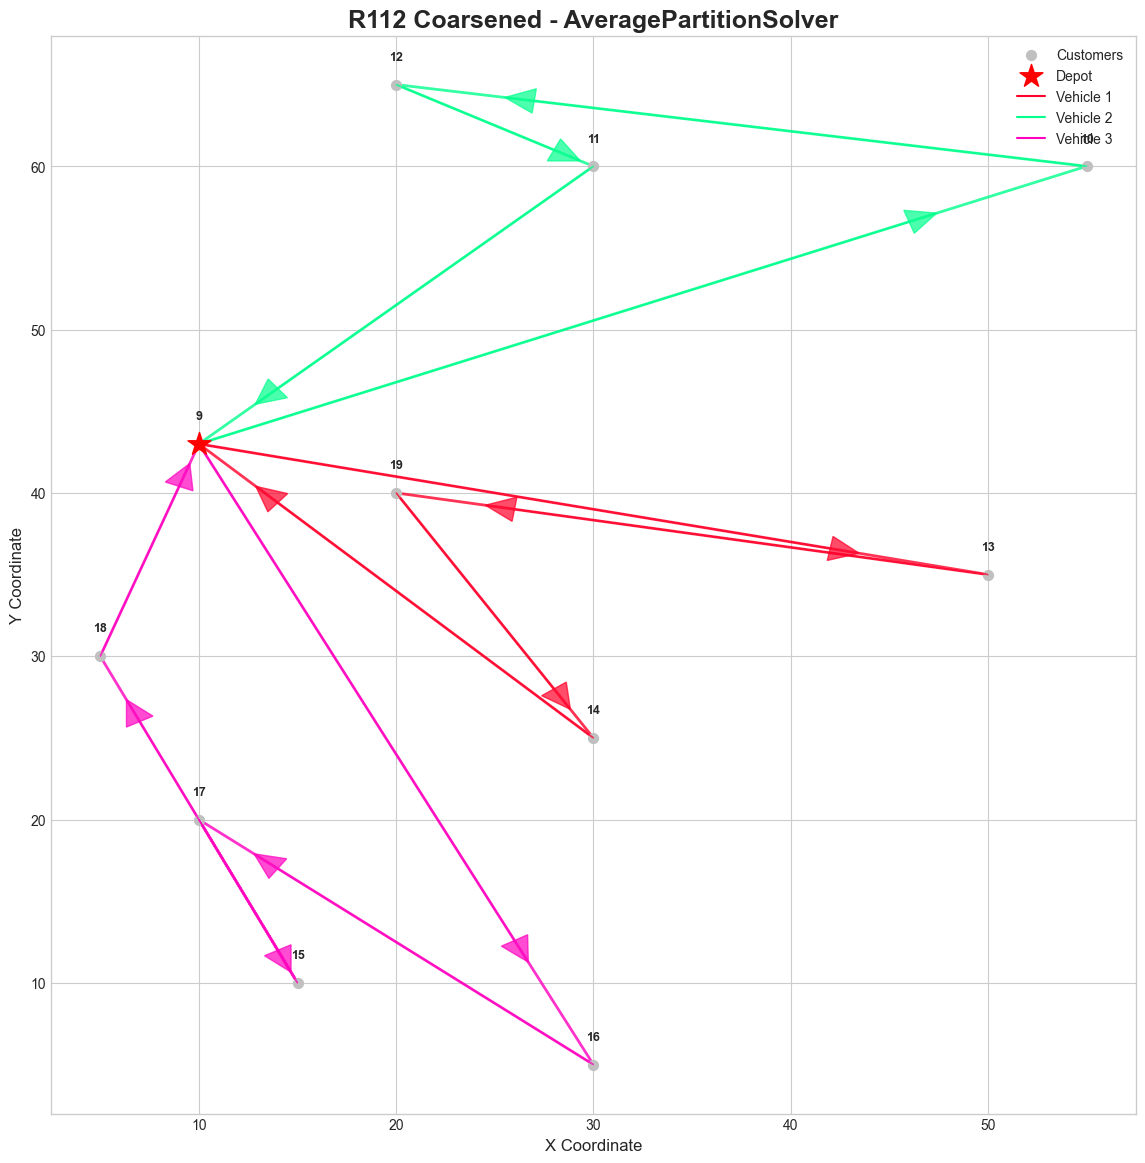 R112 Coarsened - AveragePartitionSolver
Customers
Depot
Vehicle 1
Vehicle 2
Vehicle 3
12
11
10
9
19
13
18
14
17
15
16
60
50
40
30
20
10
Y Coordinate
10
20
30
40
50
X Coordinate